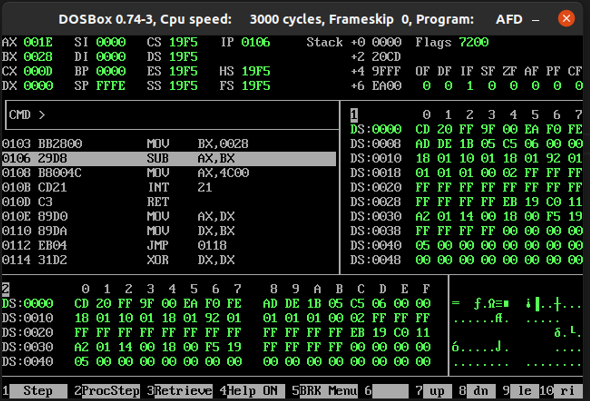 DOSBox 0.74-3, Cpu speed: 3000 cycles, Frameskip 0, Program: AFD
AX 001E SI 0000 CS 19F5 IP 0106 Stack +0 0000 Flags 7200
BX 0028 DI 0000 DS 19F5 +2 20CD
CX 000D BP 0000 ES 19F5 HS 19F5 +4 9FFF OF DF IF SF ZF AF PF CF
DX 0000 SP FFFE SS 19F5 FS 19F5 +6 EA00 0 0 1 0 0 0 0 0
CMD >
0103 BB2800 MOV BX,0028
0106 29D8 SUB AX,BX
0108 B8004C MOV AX,4C00
010B CD21 INT 21
010D C3 RET
010E 89D0 MOV AX,DX
0110 89DA MOV DX,BX
0112 EB04 JMP 0118
0114 31D2 XOR DX,DX
1 0 1 2 3 4 5 6 7
DS:0000 CD 20 FF 9F 00 EA F0 FE
DS:0008 AD DE 1B 05 C5 06 00 00
DS:0010 18 01 10 01 18 01 92 01
DS:0018 01 01 01 00 02 FF FF FF
DS:0020 FF FF FF FF FF FF FF FF
DS:0028 FF FF FF FF EB 19 C0 11
DS:0030 A2 01 14 00 18 00 F5 19
DS:0038 FF FF FF FF 00 00 00 00
DS:0040 05 00 00 00 00 00 00 00
DS:0048 00 00 00 00 00 00 00 00
2 0 1 2 3 4 5 6 7 8 9 A B C D E F
DS:0000 CD 20 FF 9F 00 EA F0 FE AD DE 1B 05 C5 06 00 00
DS:0010 18 01 10 01 18 01 92 01 01 01 01 00 02 FF FF FF
DS:0020 FF FF FF FF FF FF FF FF FF FF FF FF EB 19 C0 11
DS:0030 A2 01 14 00 18 00 F5 19 FF FF FF FF 00 00 00 00
DS:0040 05 00 00 00 00 00 00 00 00 00 00 00 00 00 00 00
= ƒ.Ω≡■ ¡▐..┼...
......Æ.........
δ.└.
ó.....⌡.
1 Step 2ProcStep 3Retrieve 4Help ON 5BRK Menu 6 7 up 8 dn 9 le 10 ri